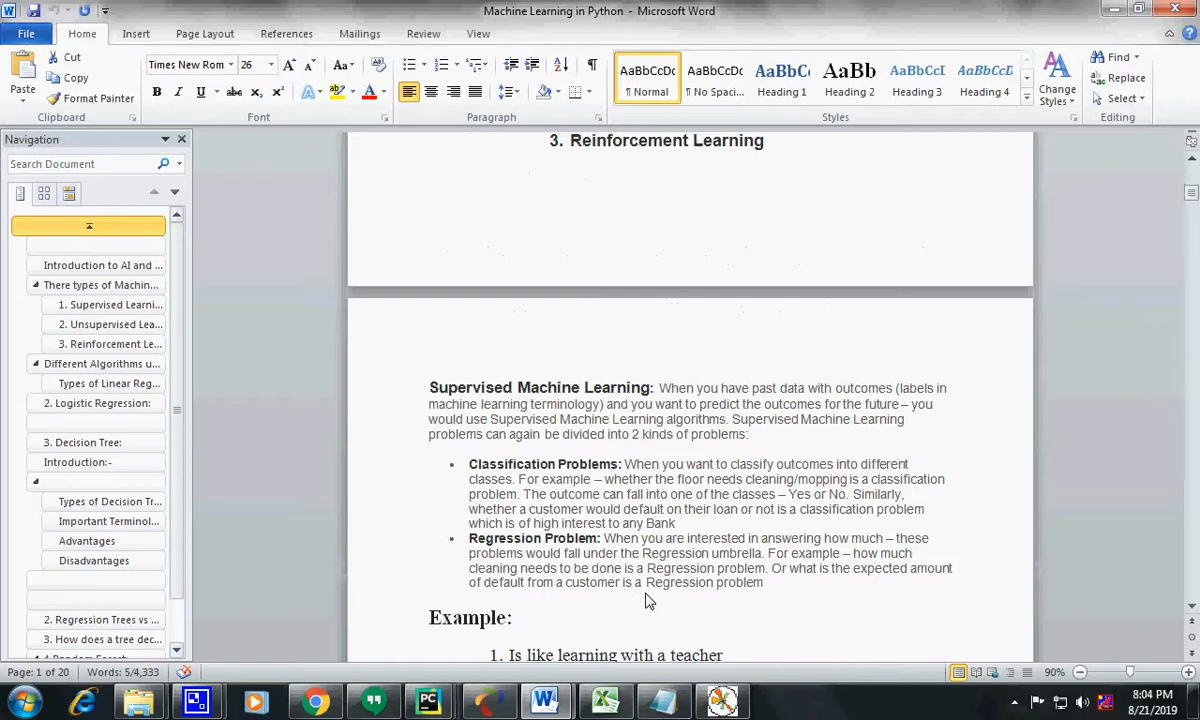 Machine Learning in Python - Microsoft Word
File Home Insert Page Layout References Mailings Review View
Paste
Cut
Copy
Format Painter
Clipboard
Times New Rom 26
Font
Paragraph
AaBbCcDc
¶ Normal
AaBbCcDc
¶ No Spaci...
AaBbC
Heading 1
AaBb
Heading 2
AaBbCcI
Heading 3
AaBbCcD
Heading 4
Change
Styles
Styles
Find
Replace
Select
Editing
Navigation
Search Document
Introduction to AI and ...
There types of Machin...
1. Supervised Learni...
2. Unsupervised Lea...
3. Reinforcement Le...
Different Algorithms u...
Types of Linear Reg...
2. Logistic Regression:
3. Decision Tree:
Introduction:-
Types of Decision Tr...
Important Terminol...
Advantages
Disadvantages
2. Regression Trees vs ...
3. How does a tree dec...
3. Reinforcement Learning
Supervised Machine Learning: When you have past data with outcomes (labels in
machine learning terminology) and you want to predict the outcomes for the future – you
would use Supervised Machine Learning algorithms. Supervised Machine Learning
problems can again be divided into 2 kinds of problems:
• Classification Problems: When you want to classify outcomes into different
classes. For example – whether the floor needs cleaning/mopping is a classification
problem. The outcome can fall into one of the classes – Yes or No. Similarly,
whether a customer would default on their loan or not is a classification problem
which is of high interest to any Bank
• Regression Problem: When you are interested in answering how much – these
problems would fall under the Regression umbrella. For example – how much
cleaning needs to be done is a Regression problem. Or what is the expected amount
of default from a customer is a Regression problem
Example:
1. Is like learning with a teacher
Page: 1 of 20 Words: 5/4,333 90%
8:04 PM
8/21/2019